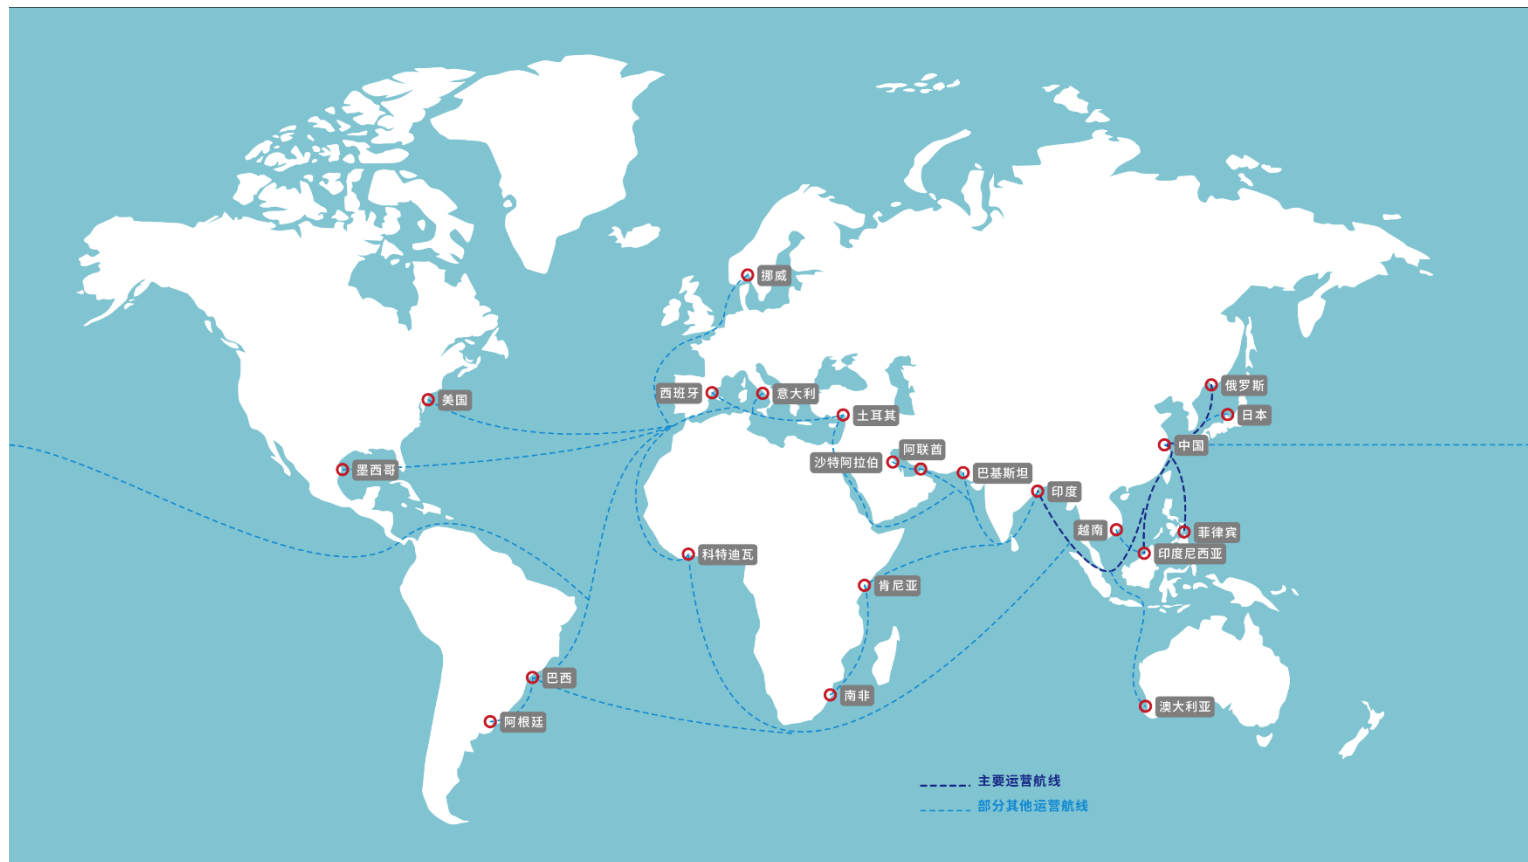 挪威
西班牙
意大利
俄罗斯
美国
土耳其
日本
中国
阿联酋
沙特阿拉伯
墨西哥
巴基斯坦
印度
越南
菲律宾
科特迪瓦
印度尼西亚
肯尼亚
巴西
南非
澳大利亚
阿根廷
主要运营航线
部分其他运营航线